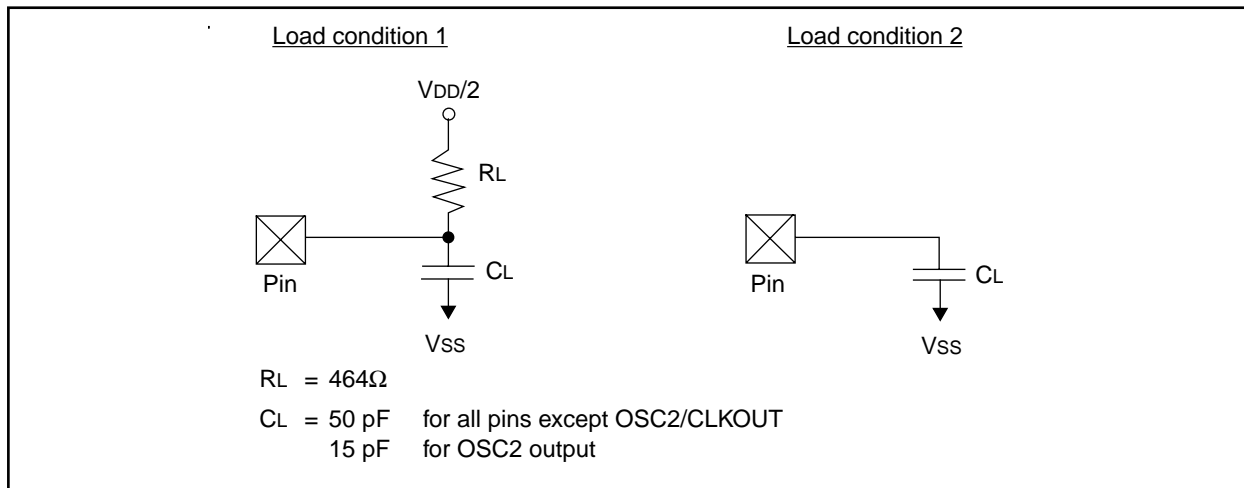 Load condition 1
Load condition 2
VDD/2
RL
Pin
CL
VSS
Pin
CL
VSS
RL = 464Ω
CL = 50 pF for all pins except OSC2/CLKOUT
15 pF for OSC2 output